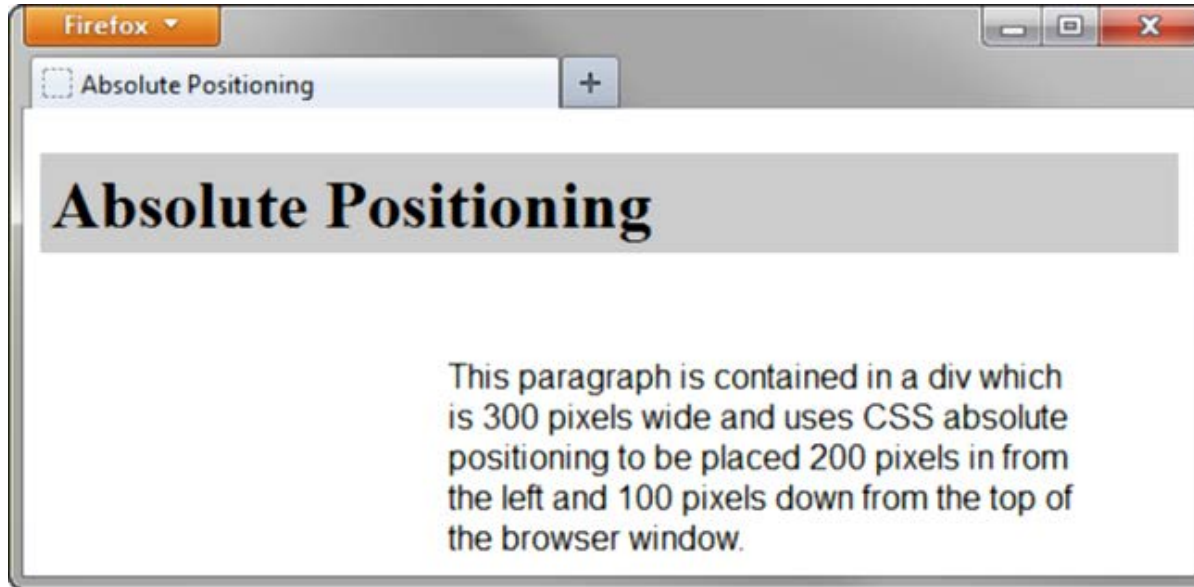 Firefox
Absolute Positioning
Absolute Positioning
This paragraph is contained in a div which
is 300 pixels wide and uses CSS absolute
positioning to be placed 200 pixels in from
the left and 100 pixels down from the top of
the browser window.